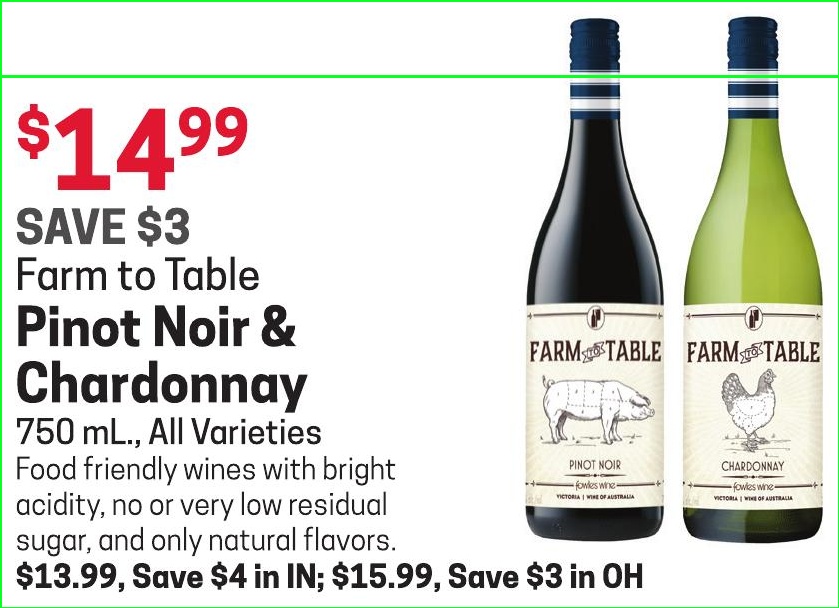 $14 99
SAVE $3
Farm to Table
Pinot Noir &
Chardonnay
750 mL., All Varieties
Food friendly wines with bright
acidity, no or very low residual
sugar, and only natural flavors.
$13.99, Save $4 in IN; $15.99, Save $3 in OH
FARM TO TABLE
PINOT NOIR
fowles wine
VICTORIA | WINE OF AUSTRALIA
FARM TO TABLE
CHARDONNAY
fowles wine
VICTORIA | WINE OF AUSTRALIA